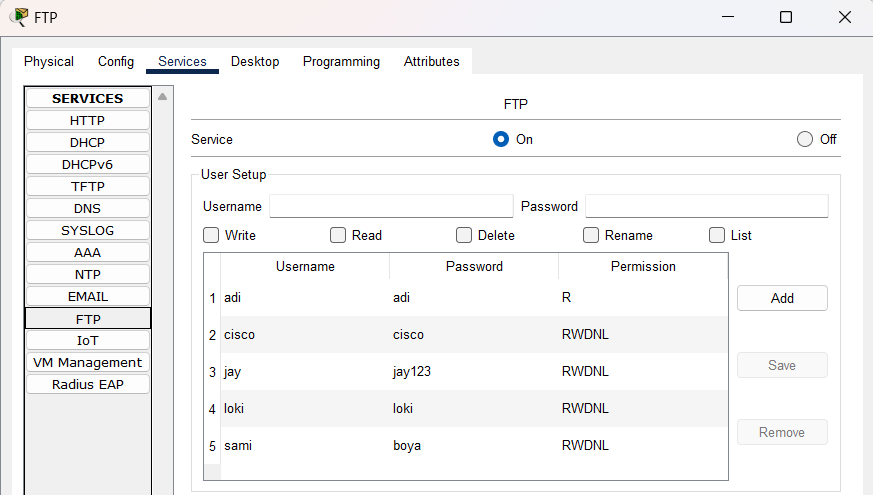 FTP
Physical Config Services Desktop Programming Attributes
SERVICES
HTTP
DHCP
DHCPv6
TFTP
DNS
SYSLOG
AAA
NTP
EMAIL
FTP
IoT
VM Management
Radius EAP
FTP
Service On Off
User Setup
Username Password
Write Read Delete Rename List
Username Password Permission
1 adi adi R
2 cisco cisco RWDNL
3 jay jay123 RWDNL
4 loki loki RWDNL
5 sami boya RWDNL
Add
Save
Remove